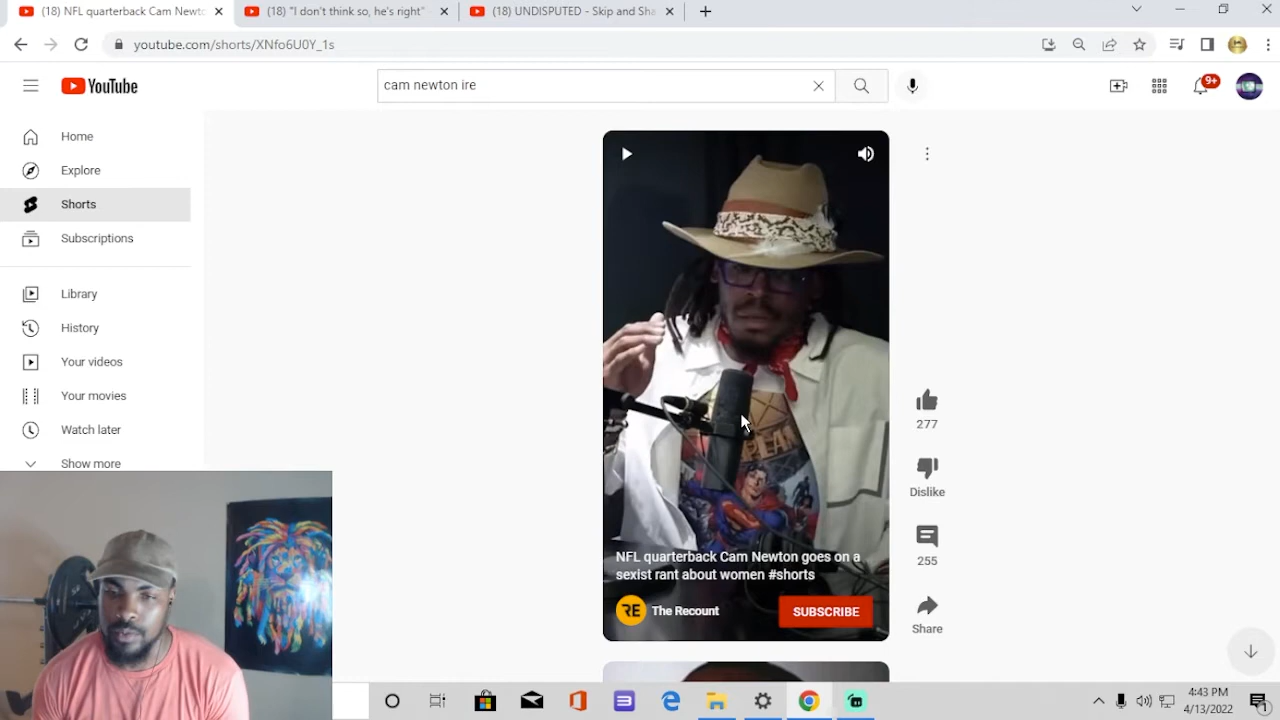 (18) NFL quarterback Cam Newto
(18) "I don't think so, he's right"
(18) UNDISPUTED - Skip and Sha
youtube.com/shorts/XNfo6U0Y_1s
YouTube
cam newton ire
9+
Home
Explore
Shorts
Subscriptions
Library
History
Your videos
Your movies
Watch later
Show more
277
Dislike
255
Share
NFL quarterback Cam Newton goes on a
sexist rant about women #shorts
RE
The Recount
SUBSCRIBE
4:43 PM
4/13/2022
1